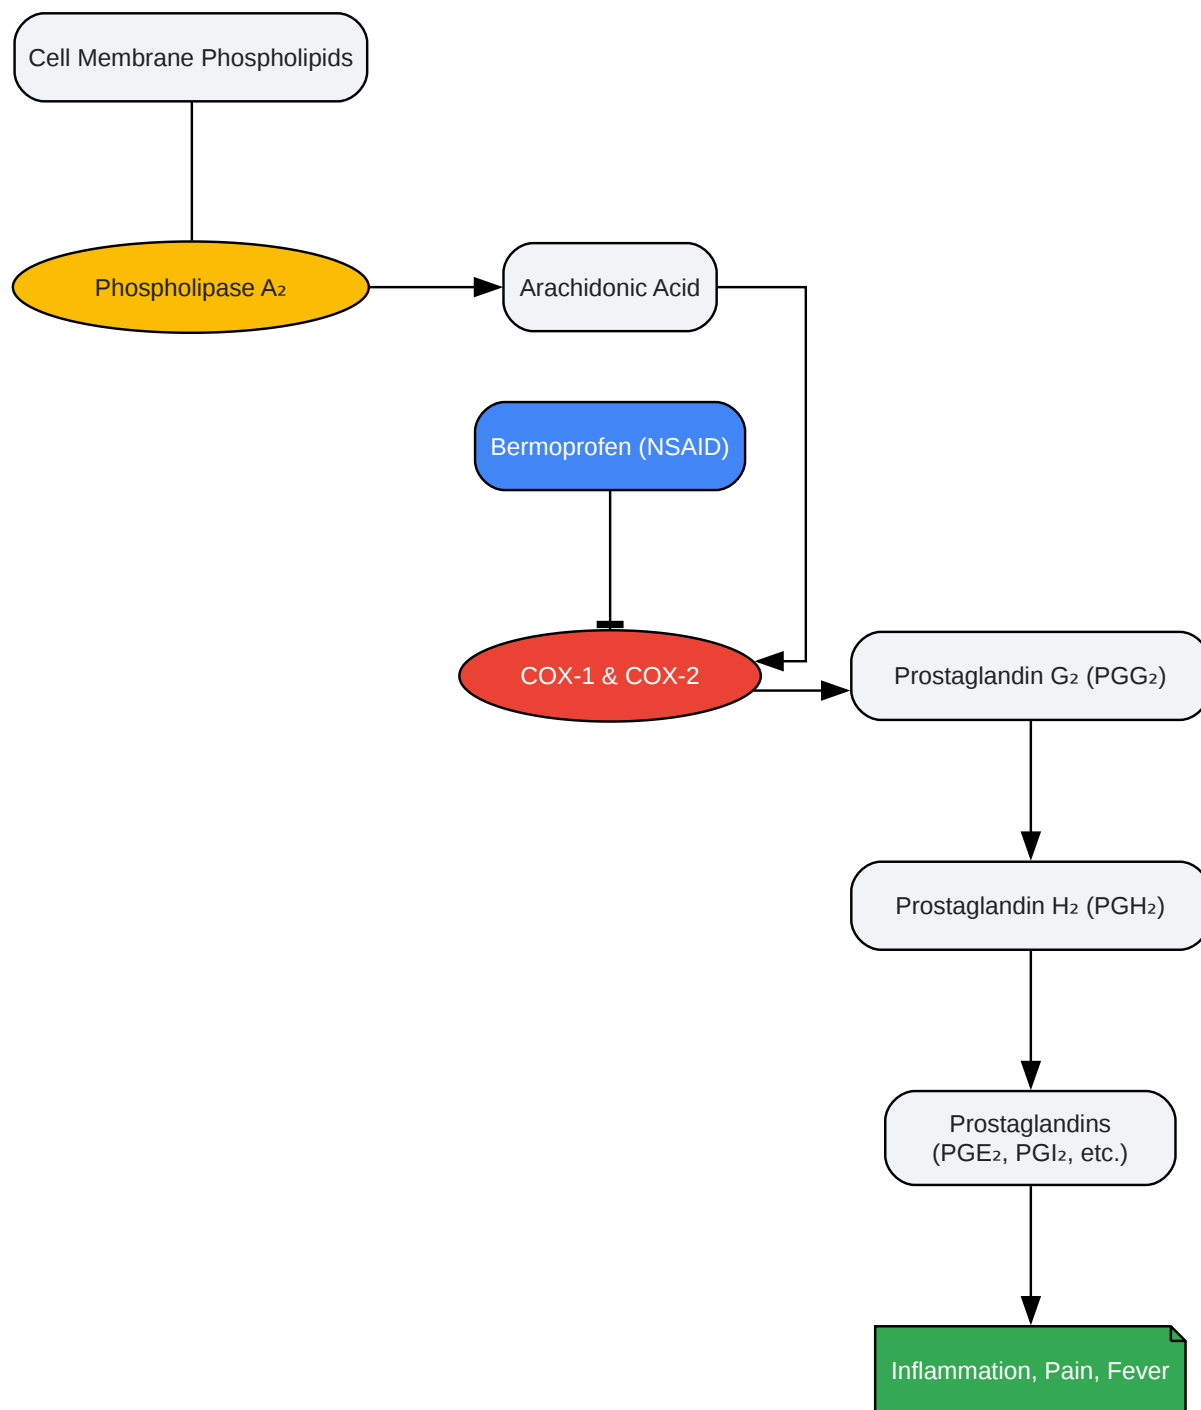 Cell Membrane Phospholipids
Phospholipase A₂
Arachidonic Acid
Bermoprofen (NSAID)
COX-1 & COX-2
Prostaglandin G₂ (PGG₂)
Prostaglandin H₂ (PGH₂)
Prostaglandins
(PGE₂, PGI₂, etc.)
Inflammation, Pain, Fever